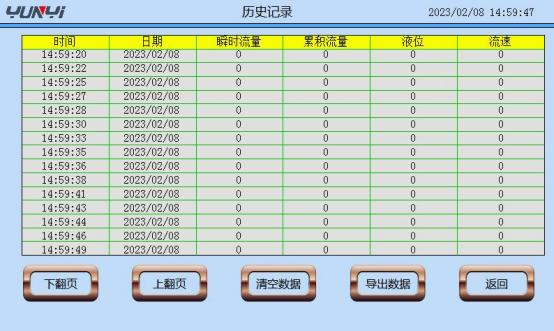 YUNYi 历史记录 2023/02/08 14:59:47
时间 日期 瞬时流量 累积流量 液位 流速
14:59:20 2023/02/08 0 0 0 0
14:59:22 2023/02/08 0 0 0 0
14:59:25 2023/02/08 0 0 0 0
14:59:27 2023/02/08 0 0 0 0
14:59:28 2023/02/08 0 0 0 0
14:59:30 2023/02/08 0 0 0 0
14:59:33 2023/02/08 0 0 0 0
14:59:35 2023/02/08 0 0 0 0
14:59:36 2023/02/08 0 0 0 0
14:59:38 2023/02/08 0 0 0 0
14:59:41 2023/02/08 0 0 0 0
14:59:43 2023/02/08 0 0 0 0
14:59:44 2023/02/08 0 0 0 0
14:59:46 2023/02/08 0 0 0 0
14:59:49 2023/02/08 0 0 0 0
下翻页 上翻页 清空数据 导出数据 返回